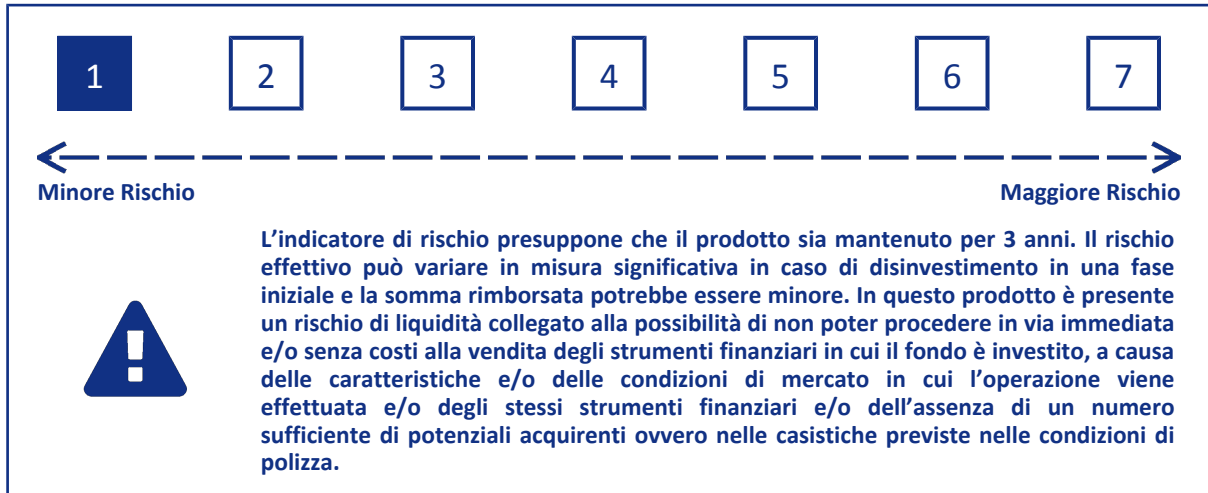 1 2 3 4 5 6 7
Minore Rischio Maggiore Rischio
L’indicatore di rischio presuppone che il prodotto sia mantenuto per 3 anni. Il rischio
effettivo può variare in misura significativa in caso di disinvestimento in una fase
iniziale e la somma rimborsata potrebbe essere minore. In questo prodotto è presente
un rischio di liquidità collegato alla possibilità di non poter procedere in via immediata
e/o senza costi alla vendita degli strumenti finanziari in cui il fondo è investito, a causa
delle caratteristiche e/o delle condizioni di mercato in cui l’operazione viene
effettuata e/o degli stessi strumenti finanziari e/o dell’assenza di un numero
sufficiente di potenziali acquirenti ovvero nelle casistiche previste nelle condizioni di
polizza.